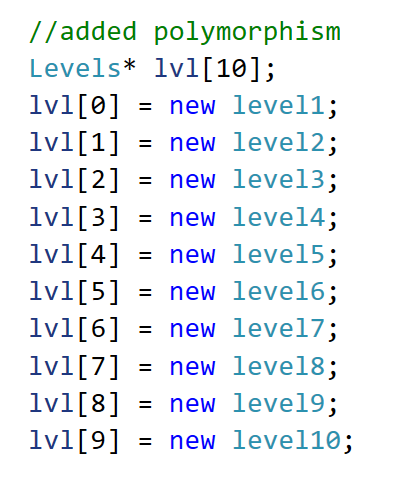 //added polymorphism
Levels* lvl[10];
lvl[0] = new level1;
lvl[1] = new level2;
lvl[2] = new level3;
lvl[3] = new level4;
lvl[4] = new level5;
lvl[5] = new level6;
lvl[6] = new level7;
lvl[7] = new level8;
lvl[8] = new level9;
lvl[9] = new level10;